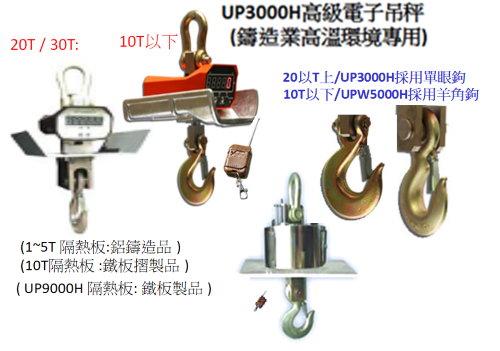 UP3000H高級電子吊秤
(鑄造業高溫環境專用)
20T / 30T:
10T以下
20以T上/UP3000H採用單眼鉤
10T以下/UPW5000H採用羊角鉤
(1~5T 隔熱板:鋁鑄造品 )
(10T隔熱板 :鐵板摺製品 )
( UP9000H 隔熱板: 鐵板製品 )